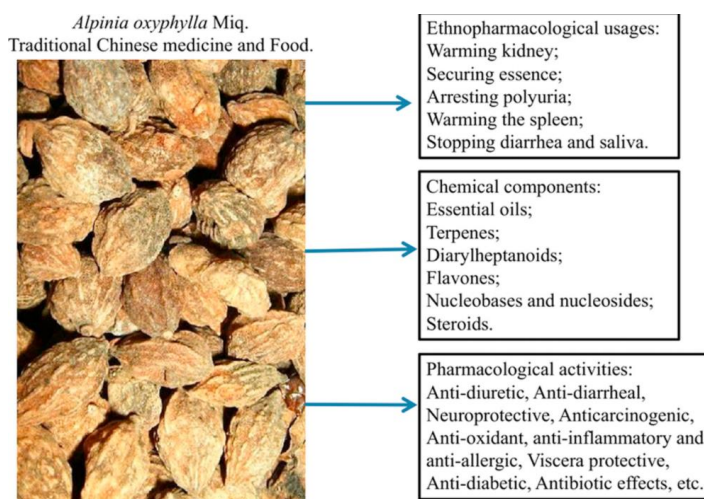 Alpinia oxyphylla Miq.
Traditional Chinese medicine and Food.
Ethnopharmacological usages:
Warming kidney;
Securing essence;
Arresting polyuria;
Warming the spleen;
Stopping diarrhea and saliva.
Chemical components:
Essential oils;
Terpenes;
Diarylheptanoids;
Flavones;
Nucleobases and nucleosides;
Steroids.
Pharmacological activities:
Anti-diuretic, Anti-diarrheal,
Neuroprotective, Anticarcinogenic,
Anti-oxidant, anti-inflammatory and
anti-allergic, Viscera protective,
Anti-diabetic, Antibiotic effects, etc.